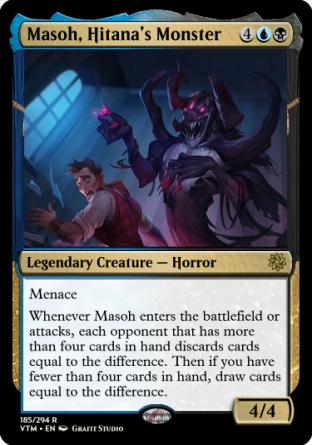 Masoh, Hitana's Monster 4
Legendary Creature — Horror
Menace
Whenever Masoh enters the battlefield or
attacks, each opponent that has more
than four cards in hand discards cards
equal to the difference. Then if you have
fewer than four cards in hand, draw cards
equal to the difference.
4/4
185/294 R
VTM • EN Grafit Studio